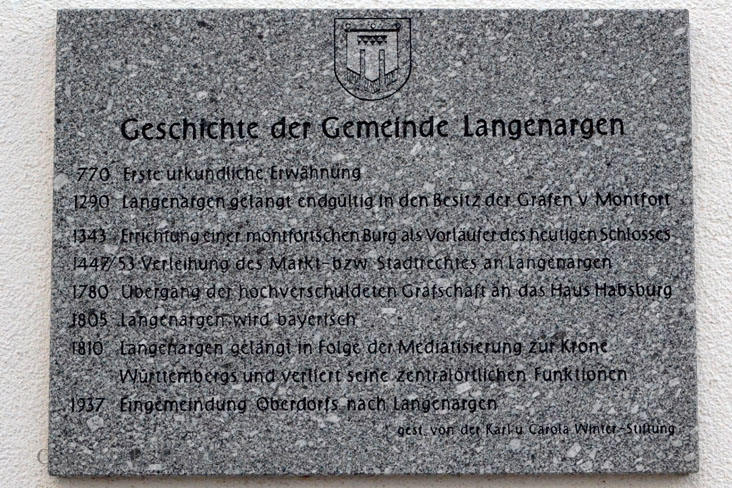 Geschichte der Gemeinde Langenargen
770 Erste urkundliche Erwähnung
1290 Langenargen gelangt endgültig in den Besitz der Grafen v Montfort
1343 Errichtung einer montfortschen Burg als Vorläufer des heutigen Schlosses
1447/53 Verleihung des Markt- bzw. Stadtrechtes an Langenargen
1780 Übergang der hochverschuldeten Grafschaft an das Haus Habsburg
1805 Langenargen wird bayerisch
1810 Langenargen gelangt in Folge der Mediatisierung zur Krone
Württembergs und verliert seine zentralörtlichen Funktionen
1937 Eingemeindung Oberdorfs nach Langenargen
gest. von der Karl u Carola Winter-Stiftung